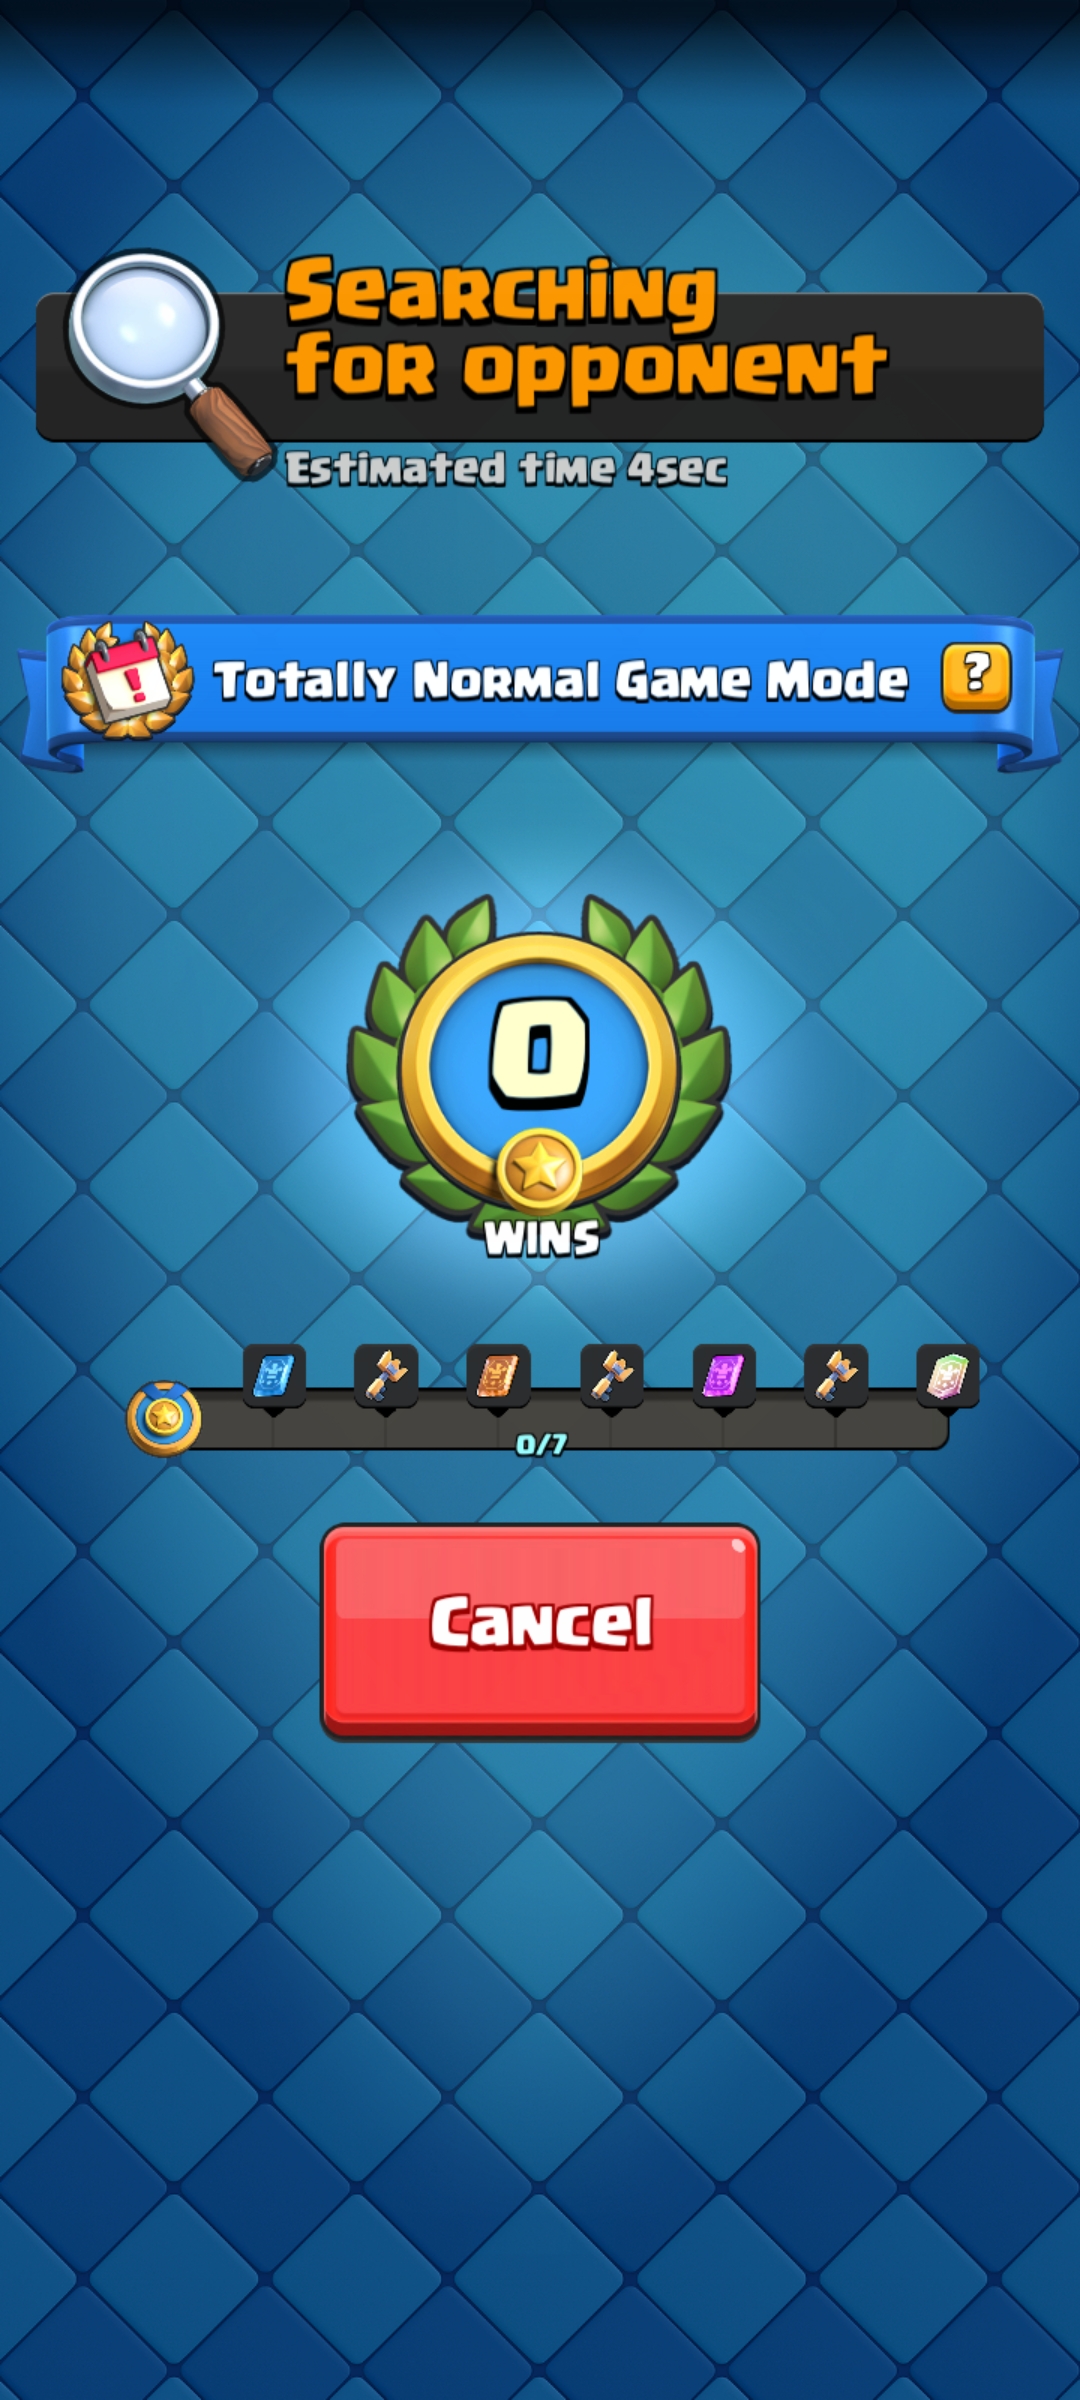 Searching
for opponent
Estimated time 4sec
!
Totally Normal Game Mode
?
0
WINS
0/7
Cancel